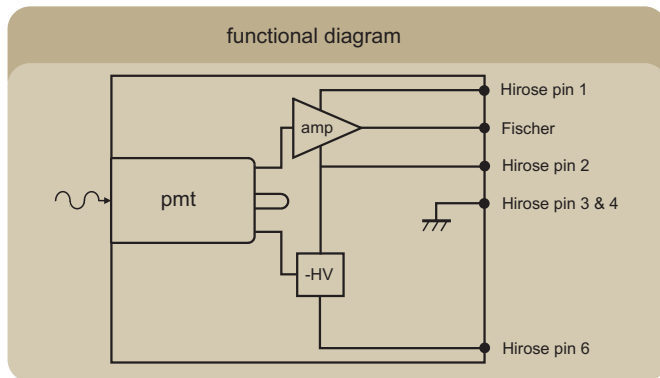 functional diagram
Hirose pin 1
amp
Fischer
Hirose pin 2
pmt
Hirose pin 3 & 4
-HV
Hirose pin 6